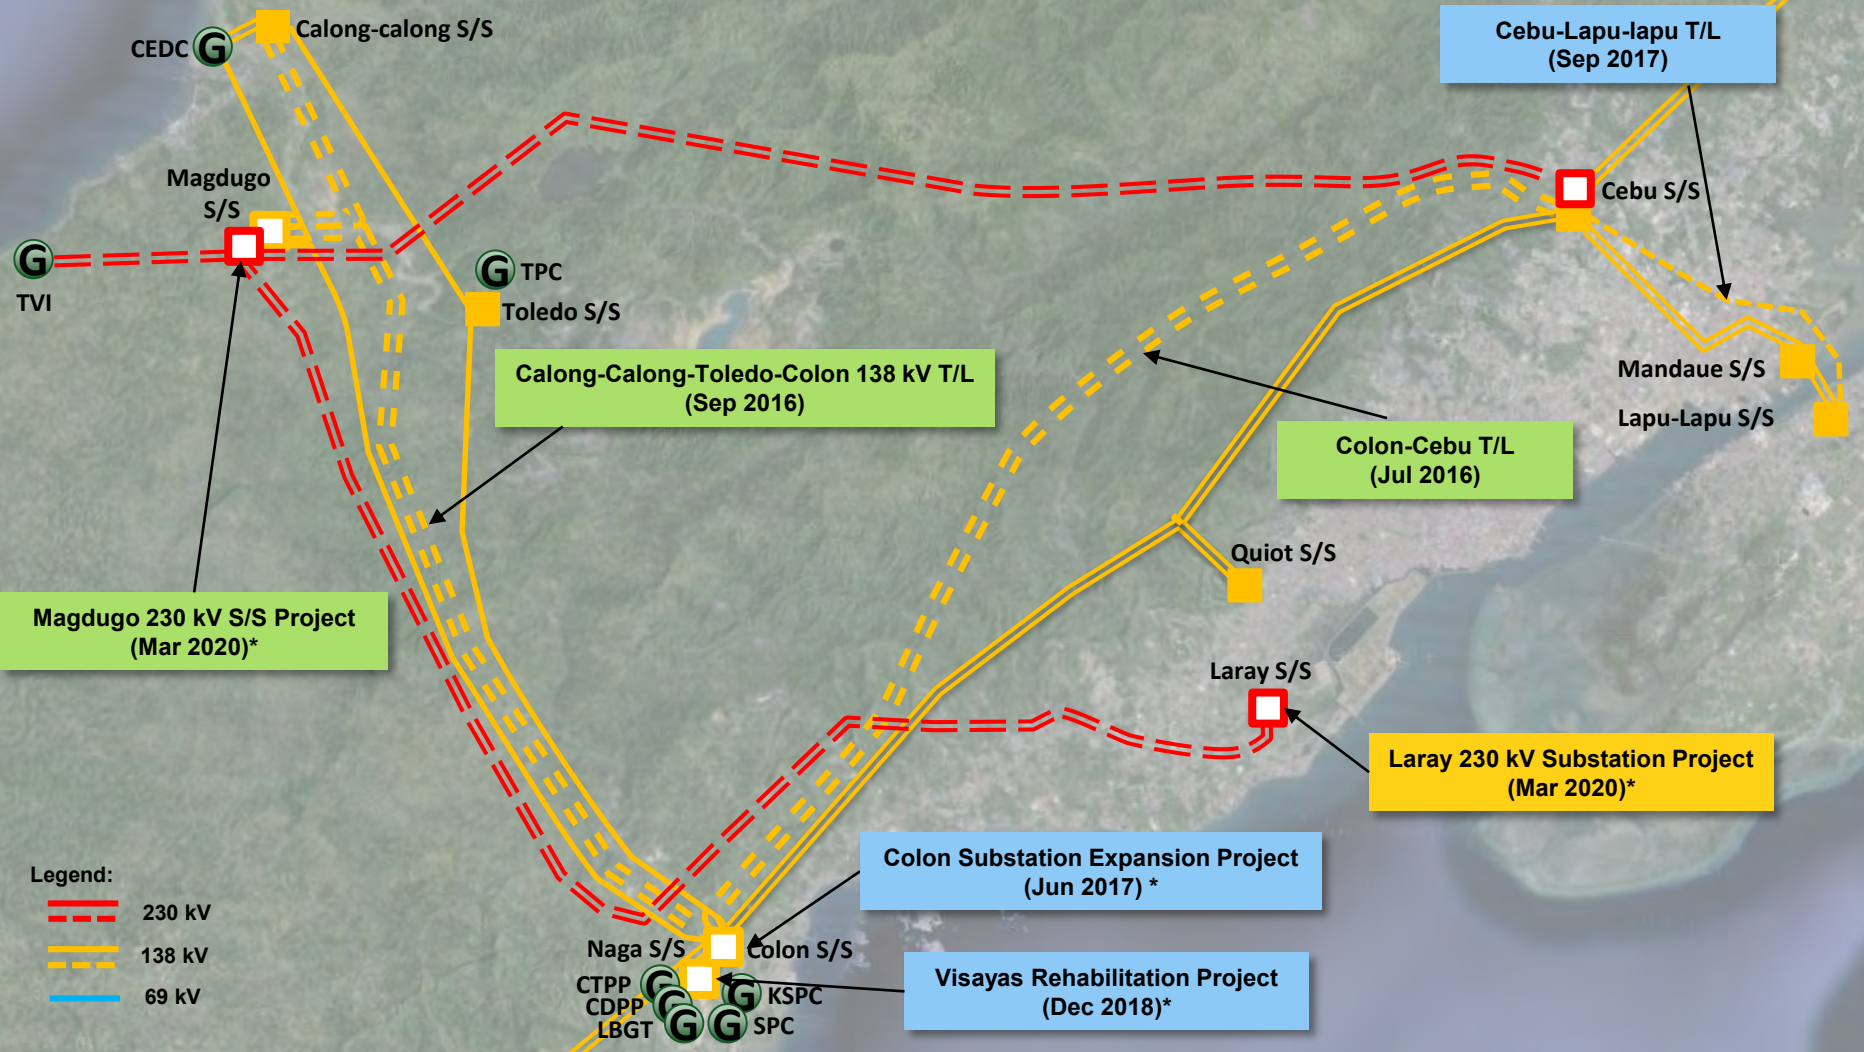 Calong-calong S/S
CEDC
G
Cebu-Lapu-lapu T/L
(Sep 2017)
Magdugo
S/S
Cebu S/S
G
TVI
G
TPC
Toledo S/S
Calong-Calong-Toledo-Colon 138 kV T/L
(Sep 2016)
Mandaue S/S
Lapu-Lapu S/S
Colon-Cebu T/L
(Jul 2016)
Quiot S/S
Magdugo 230 kV S/S Project
(Mar 2020)*
Laray S/S
Laray 230 kV Substation Project
(Mar 2020)*
Colon Substation Expansion Project
(Jun 2017) *
Legend:
230 kV
138 kV
69 kV
Naga S/S
Colon S/S
CTPP
G
CDPP
G
LBGT
G
G
KSPC
G
SPC
Visayas Rehabilitation Project
(Dec 2018)*